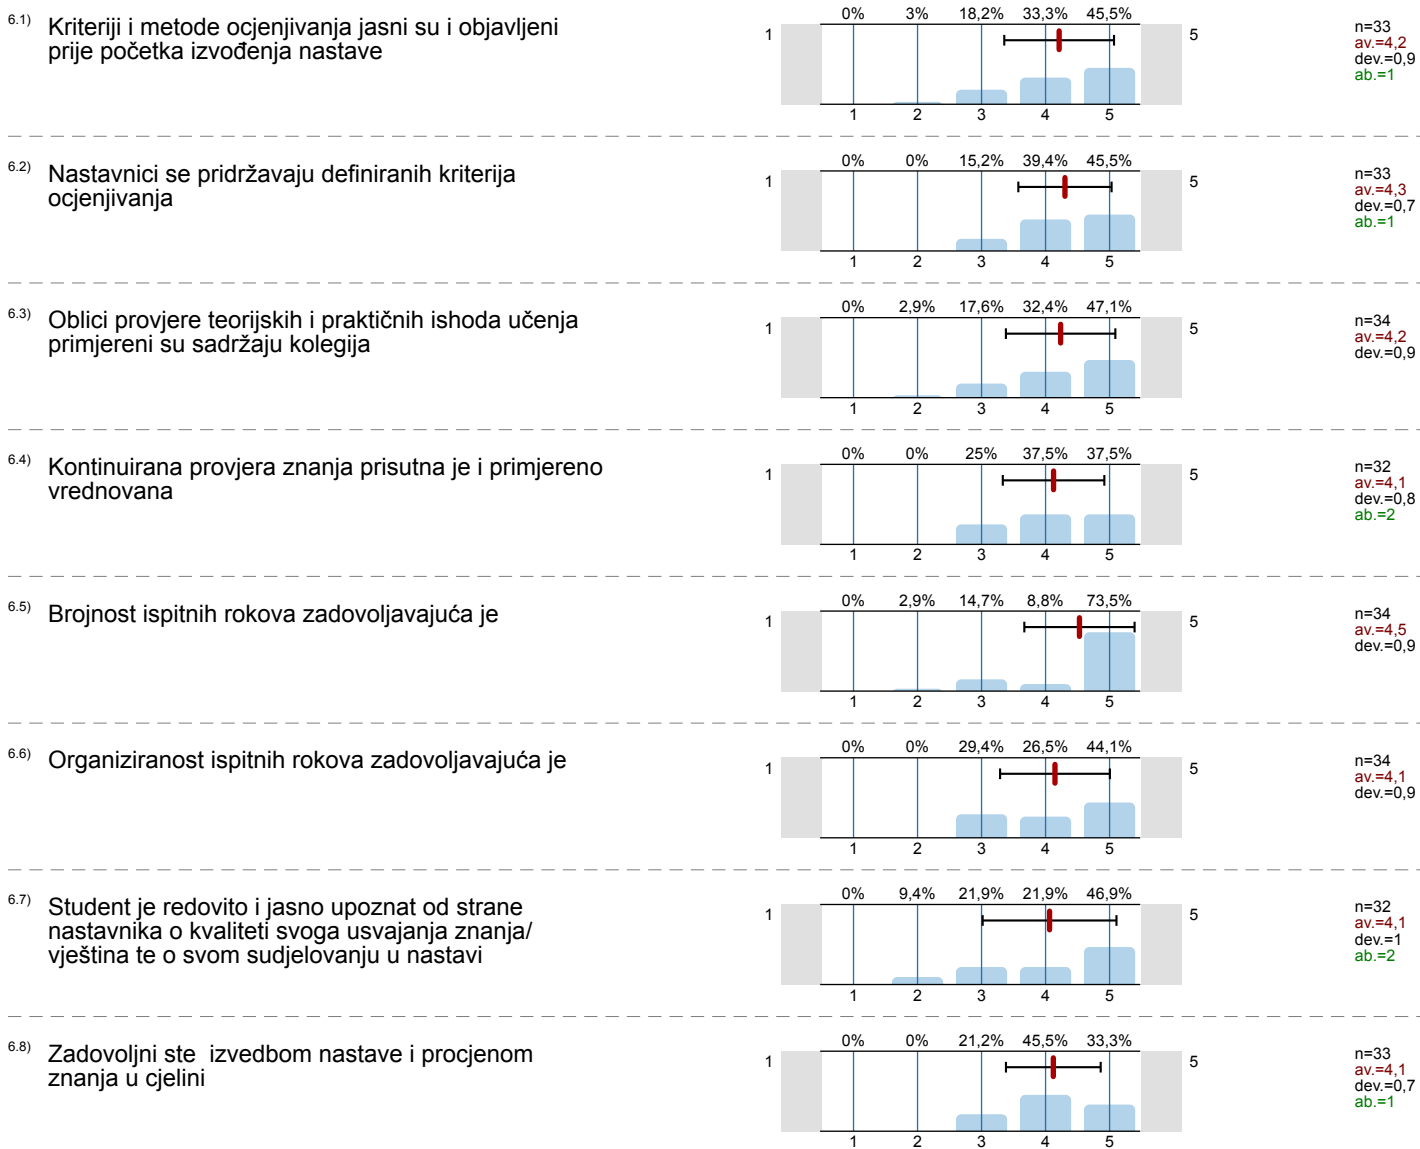 6.1) Kriteriji i metode ocjenjivanja jasni su i objavljeni
prije početka izvođenja nastave
0% 3% 18,2% 33,3% 45,5%
1 5
1 2 3 4 5
n=33
av.=4,2
dev.=0,9
ab.=1
6.2) Nastavnici se pridržavaju definiranih kriterija
ocjenjivanja
0% 0% 15,2% 39,4% 45,5%
1 5
1 2 3 4 5
n=33
av.=4,3
dev.=0,7
ab.=1
6.3) Oblici provjere teorijskih i praktičnih ishoda učenja
primjereni su sadržaju kolegija
0% 2,9% 17,6% 32,4% 47,1%
1 5
1 2 3 4 5
n=34
av.=4,2
dev.=0,9
6.4) Kontinuirana provjera znanja prisutna je i primjereno
vrednovana
0% 0% 25% 37,5% 37,5%
1 5
1 2 3 4 5
n=32
av.=4,1
dev.=0,8
ab.=2
6.5) Brojnost ispitnih rokova zadovoljavajuća je
0% 2,9% 14,7% 8,8% 73,5%
1 5
1 2 3 4 5
n=34
av.=4,5
dev.=0,9
6.6) Organiziranost ispitnih rokova zadovoljavajuća je
0% 0% 29,4% 26,5% 44,1%
1 5
1 2 3 4 5
n=34
av.=4,1
dev.=0,9
6.7) Student je redovito i jasno upoznat od strane
nastavnika o kvaliteti svoga usvajanja znanja/
vještina te o svom sudjelovanju u nastavi
0% 9,4% 21,9% 21,9% 46,9%
1 5
1 2 3 4 5
n=32
av.=4,1
dev.=1
ab.=2
6.8) Zadovoljni ste izvedbom nastave i procjenom
znanja u cjelini
0% 0% 21,2% 45,5% 33,3%
1 5
1 2 3 4 5
n=33
av.=4,1
dev.=0,7
ab.=1